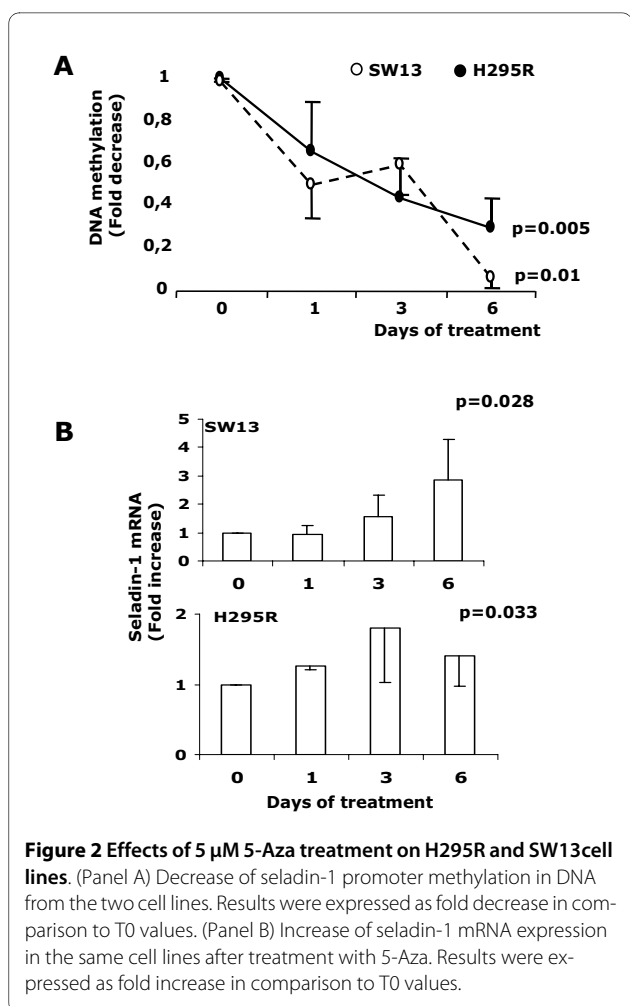 A
SW13
H295R
DNA methylation
(Fold decrease)
1
0,8
0,6
0,4
0,2
0
p=0.005
p=0.01
0 1 3 6
Days of treatment
B
SW13
p=0.028
Seladin-1 mRNA
(Fold increase)
5
4
3
2
1
0
0 1 3 6
H295R
p=0.033
2
1
0
0 1 3 6
Days of treatment
Figure 2 Effects of 5 μM 5-Aza treatment on H295R and SW13cell
lines. (Panel A) Decrease of seladin-1 promoter methylation in DNA
from the two cell lines. Results were expressed as fold decrease in com-
parison to T0 values. (Panel B) Increase of seladin-1 mRNA expression
in the same cell lines after treatment with 5-Aza. Results were ex-
pressed as fold increase in comparison to T0 values.